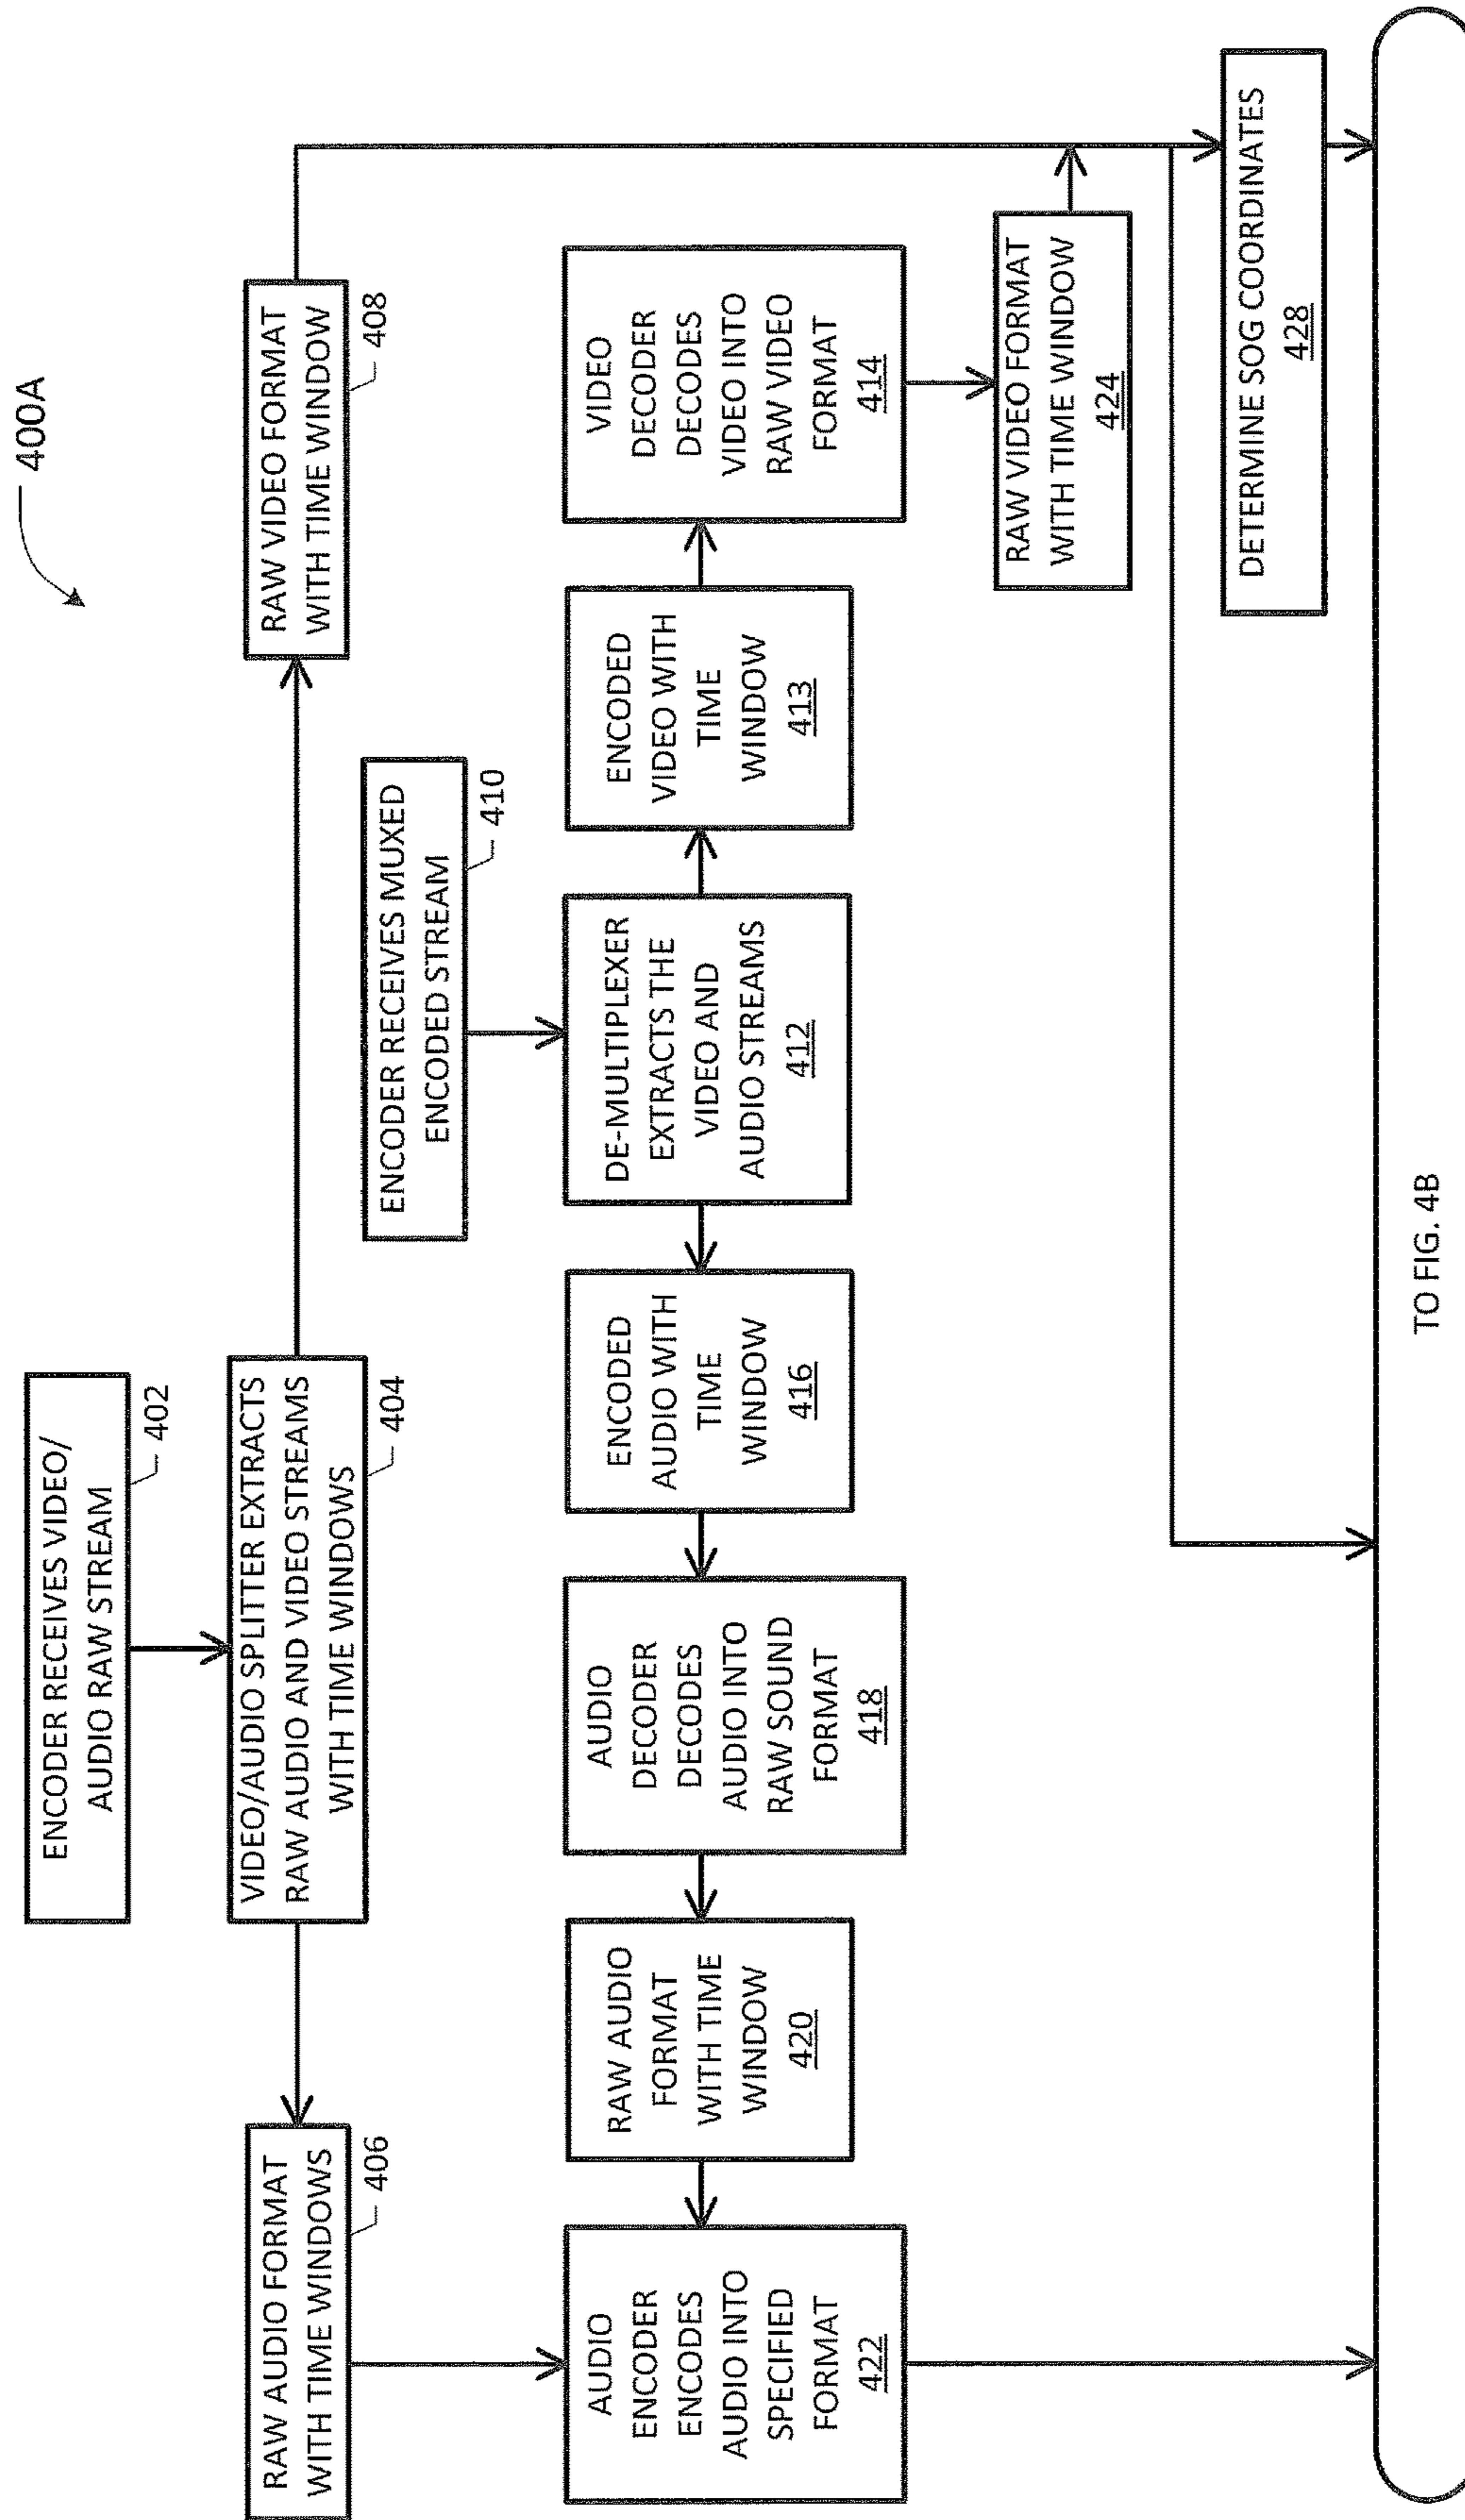 400A
ENCODER RECEIVES VIDEO/
AUDIO RAW STREAM
402
VIDEO/AUDIO SPLITTER EXTRACTS
RAW AUDIO AND VIDEO STREAMS
WITH TIME WINDOWS
404
RAW AUDIO FORMAT
WITH TIME WINDOWS
406
RAW VIDEO FORMAT
WITH TIME WINDOW
408
ENCODER RECEIVES MUXED
ENCODED STREAM
410
AUDIO
ENCODER
ENCODES
AUDIO INTO
SPECIFIED
FORMAT
422
RAW AUDIO
FORMAT
WITH TIME
WINDOW
420
AUDIO
DECODER
DECODES
AUDIO INTO
RAW SOUND
FORMAT
418
ENCODED
AUDIO WITH
TIME
WINDOW
416
DE-MULTIPLEXER
EXTRACTS THE
VIDEO AND
AUDIO STREAMS
412
ENCODED
VIDEO WITH
TIME
WINDOW
413
VIDEO
DECODER
DECODES
VIDEO INTO
RAW VIDEO
FORMAT
414
RAW VIDEO FORMAT
WITH TIME WINDOW
424
DETERMINE SOG COORDINATES
428
TO FIG. 4B